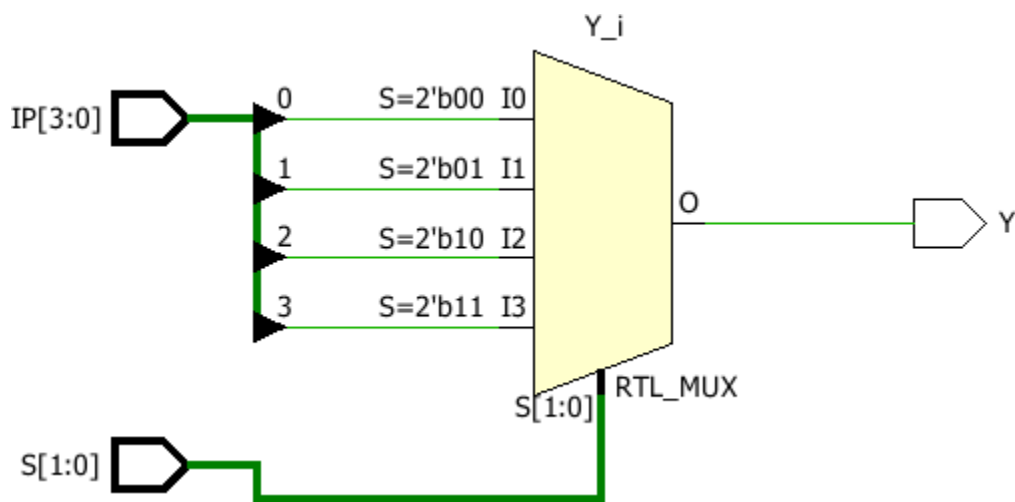 Y_i
IP[3:0]
0 S=2'b00 I0
1 S=2'b01 I1
2 S=2'b10 I2
3 S=2'b11 I3
O
Y
S[1:0]
RTL_MUX
S[1:0]